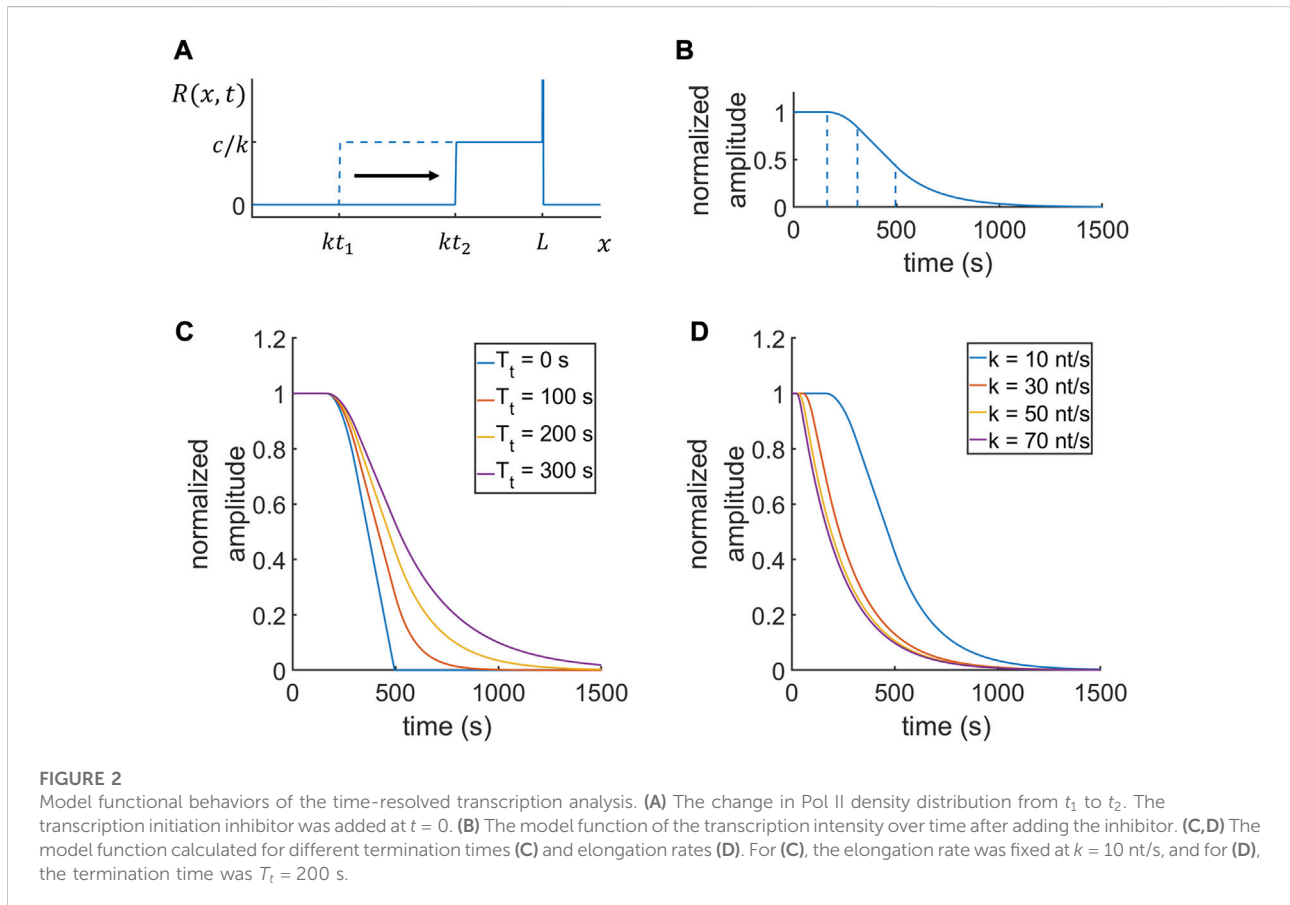 A
R(x, t)
c/k
0
kt₁
kt₂
L
x
B
normalized
amplitude
1
0.5
0
0
500
1000
1500
time (s)
C
normalized
amplitude
1.2
1
0.8
0.6
0.4
0.2
0
0
500
1000
1500
time (s)
T_t = 0 s
T_t = 100 s
T_t = 200 s
T_t = 300 s
D
normalized
amplitude
1.2
1
0.8
0.6
0.4
0.2
0
0
500
1000
1500
time (s)
k = 10 nt/s
k = 30 nt/s
k = 50 nt/s
k = 70 nt/s
FIGURE 2
Model functional behaviors of the time-resolved transcription analysis. (A) The change in Pol II density distribution from t₁ to t₂. The
transcription initiation inhibitor was added at t = 0. (B) The model function of the transcription intensity over time after adding the inhibitor. (C,D) The
model function calculated for different termination times (C) and elongation rates (D). For (C), the elongation rate was fixed at k = 10 nt/s, and for (D),
the termination time was T_t = 200 s.